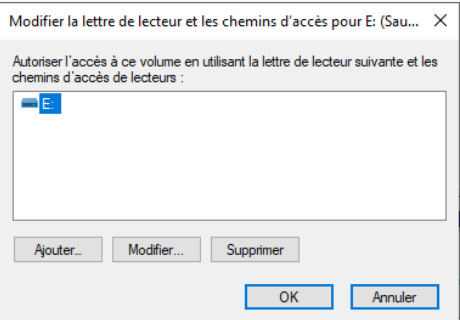 Modifier la lettre de lecteur et les chemins d'accès pour E: (Sau...
Autoriser l'accès à ce volume en utilisant la lettre de lecteur suivante et les
chemins d'accès de lecteurs :
E:
Ajouter...
Modifier...
Supprimer
OK
Annuler